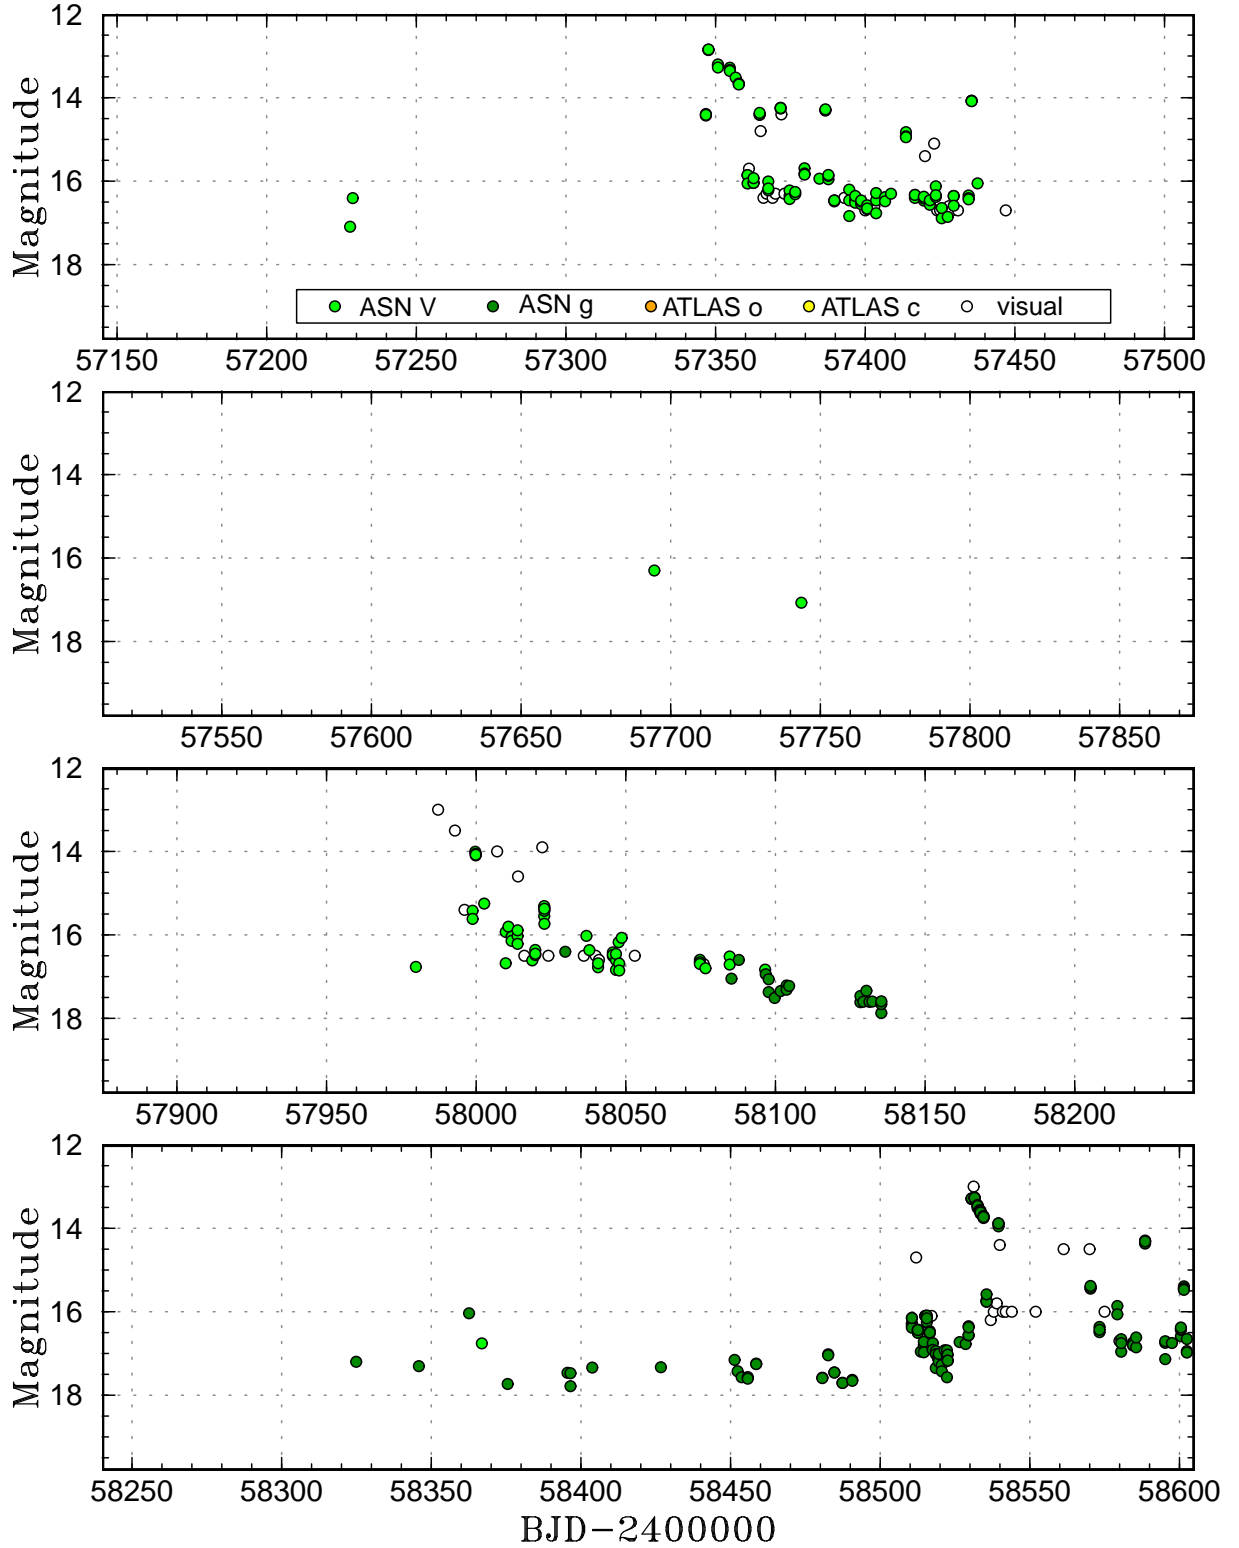 12
14
16
18
Magnitude
ASN V ASN g ATLAS o ATLAS c visual
57150 57200 57250 57300 57350 57400 57450 57500
12
14
16
18
Magnitude
57550 57600 57650 57700 57750 57800 57850
12
14
16
18
Magnitude
57900 57950 58000 58050 58100 58150 58200
12
14
16
18
Magnitude
58250 58300 58350 58400 58450 58500 58550 58600
BJD−2400000